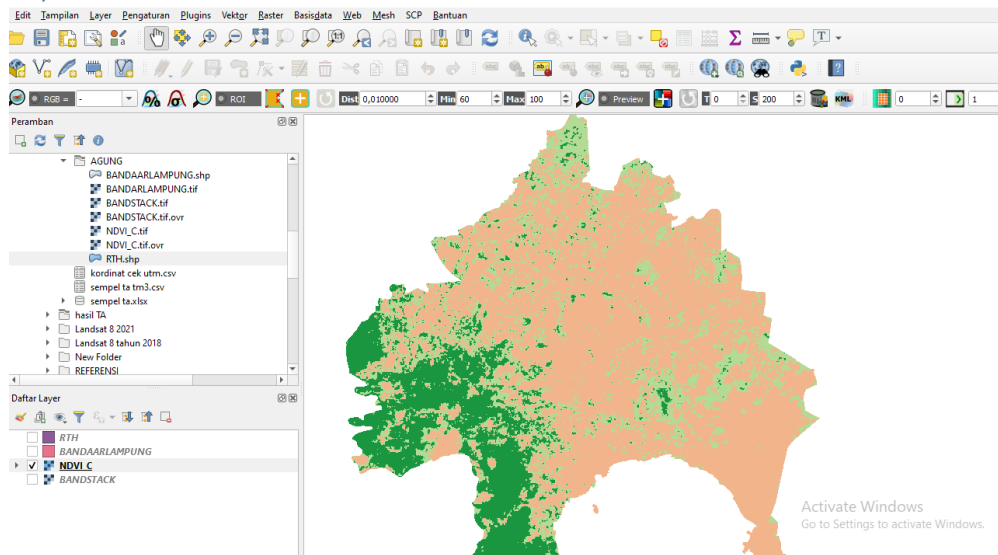 Edit Tampilan Layer Pengaturan Plugins Vektor Raster Basisdata Web Mesh SCP Bantuan
RGB = - ROI Dist 0,010000 Min 60 Max 100 Preview T 0 S 200 KML 0 1
Peramban
AGUNG
BANDAARLAMPUNG.shp
BANDARLAMPUNG.tif
BANDSTACK.tif
BANDSTACK.tif.ovr
NDVI_C.tif
NDVI_C.tif.ovr
RTH.shp
kordinat cek utm.csv
sempel ta tm3.csv
sempel ta.xlsx
hasil TA
Landsat 8 2021
Landsat 8 tahun 2018
New Folder
REFERENSI
Daftar Layer
RTH
BANDAARLAMPUNG
NDVI C
BANDSTACK
Activate Windows
Go to Settings to activate Windows.